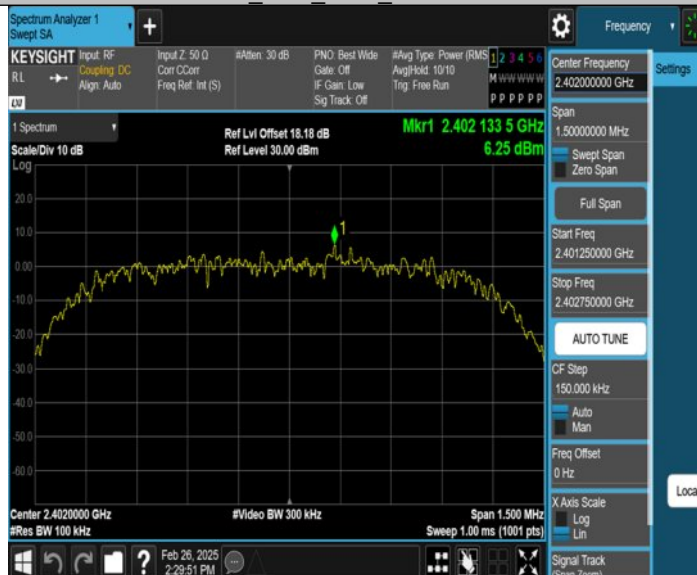 Spectrum Analyzer 1
Swept SA
+
Frequency
KEYSIGHT
RL
LXI
Input: RF
Coupling: DC
Align: Auto
Input Z: 50 Ω
Corr CCorr
Freq Ref: Int (S)
#Atten: 30 dB
PNO: Best Wide
Gate: Off
IF Gain: Low
Sig Track: Off
#Avg Type: Power (RMS
Avg|Hold: 10/10
Trig: Free Run
1 2 3 4 5 6
M W W W W W
P P P P P P
1 Spectrum
Scale/Div 10 dB
Log
Ref Lvl Offset 18.18 dB
Ref Level 30.00 dBm
Mkr1 2.402 133 5 GHz
6.25 dBm
20.0
10.0
0.00
-10.0
-20.0
-30.0
-40.0
-50.0
-60.0
1
Center 2.4020000 GHz
#Res BW 100 kHz
#Video BW 300 kHz
Span 1.500 MHz
Sweep 1.00 ms (1001 pts)
?
Feb 26, 2025
2:29:51 PM
Center Frequency
2.402000000 GHz
Span
1.50000000 MHz
Swept Span
Zero Span
Full Span
Start Freq
2.401250000 GHz
Stop Freq
2.402750000 GHz
AUTO TUNE
CF Step
150.000 kHz
Auto
Man
Freq Offset
0 Hz
X Axis Scale
Log
Lin
Signal Track
(Span Zoom)
Settings
Loca